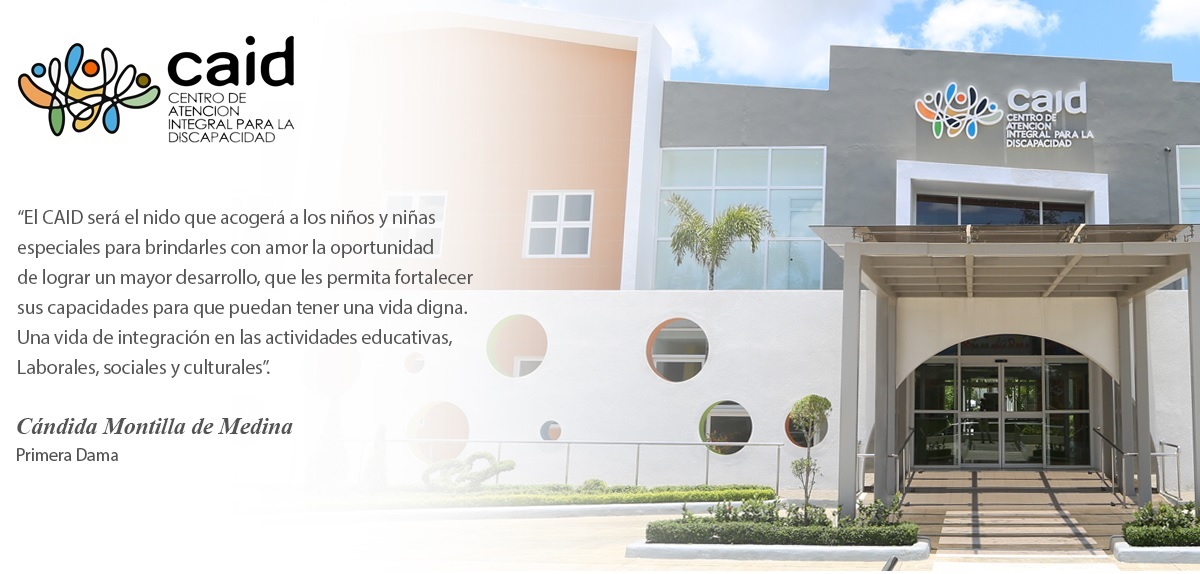 caid
CENTRO DE
ATENCION
INTEGRAL PARA LA
DISCAPACIDAD
“El CAID será el nido que acogerá a los niños y niñas
especiales para brindarles con amor la oportunidad
de lograr un mayor desarrollo, que les permita fortalecer
sus capacidades para que puedan tener una vida digna.
Una vida de integración en las actividades educativas,
Laborales, sociales y culturales”.
Cándida Montilla de Medina
Primera Dama
caid
CENTRO DE
ATENCION
INTEGRAL PARA LA
DISCAPACIDAD